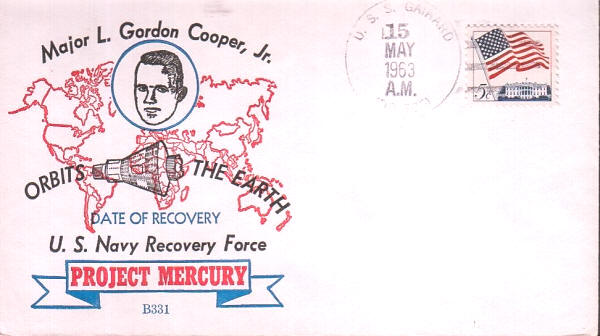 Major L. Gordon Cooper, Jr.
ORBITS THE EARTH
DATE OF RECOVERY
U. S. Navy Recovery Force
PROJECT MERCURY
B331
U. S. S.
15
MAY
1963
A.M.
5¢